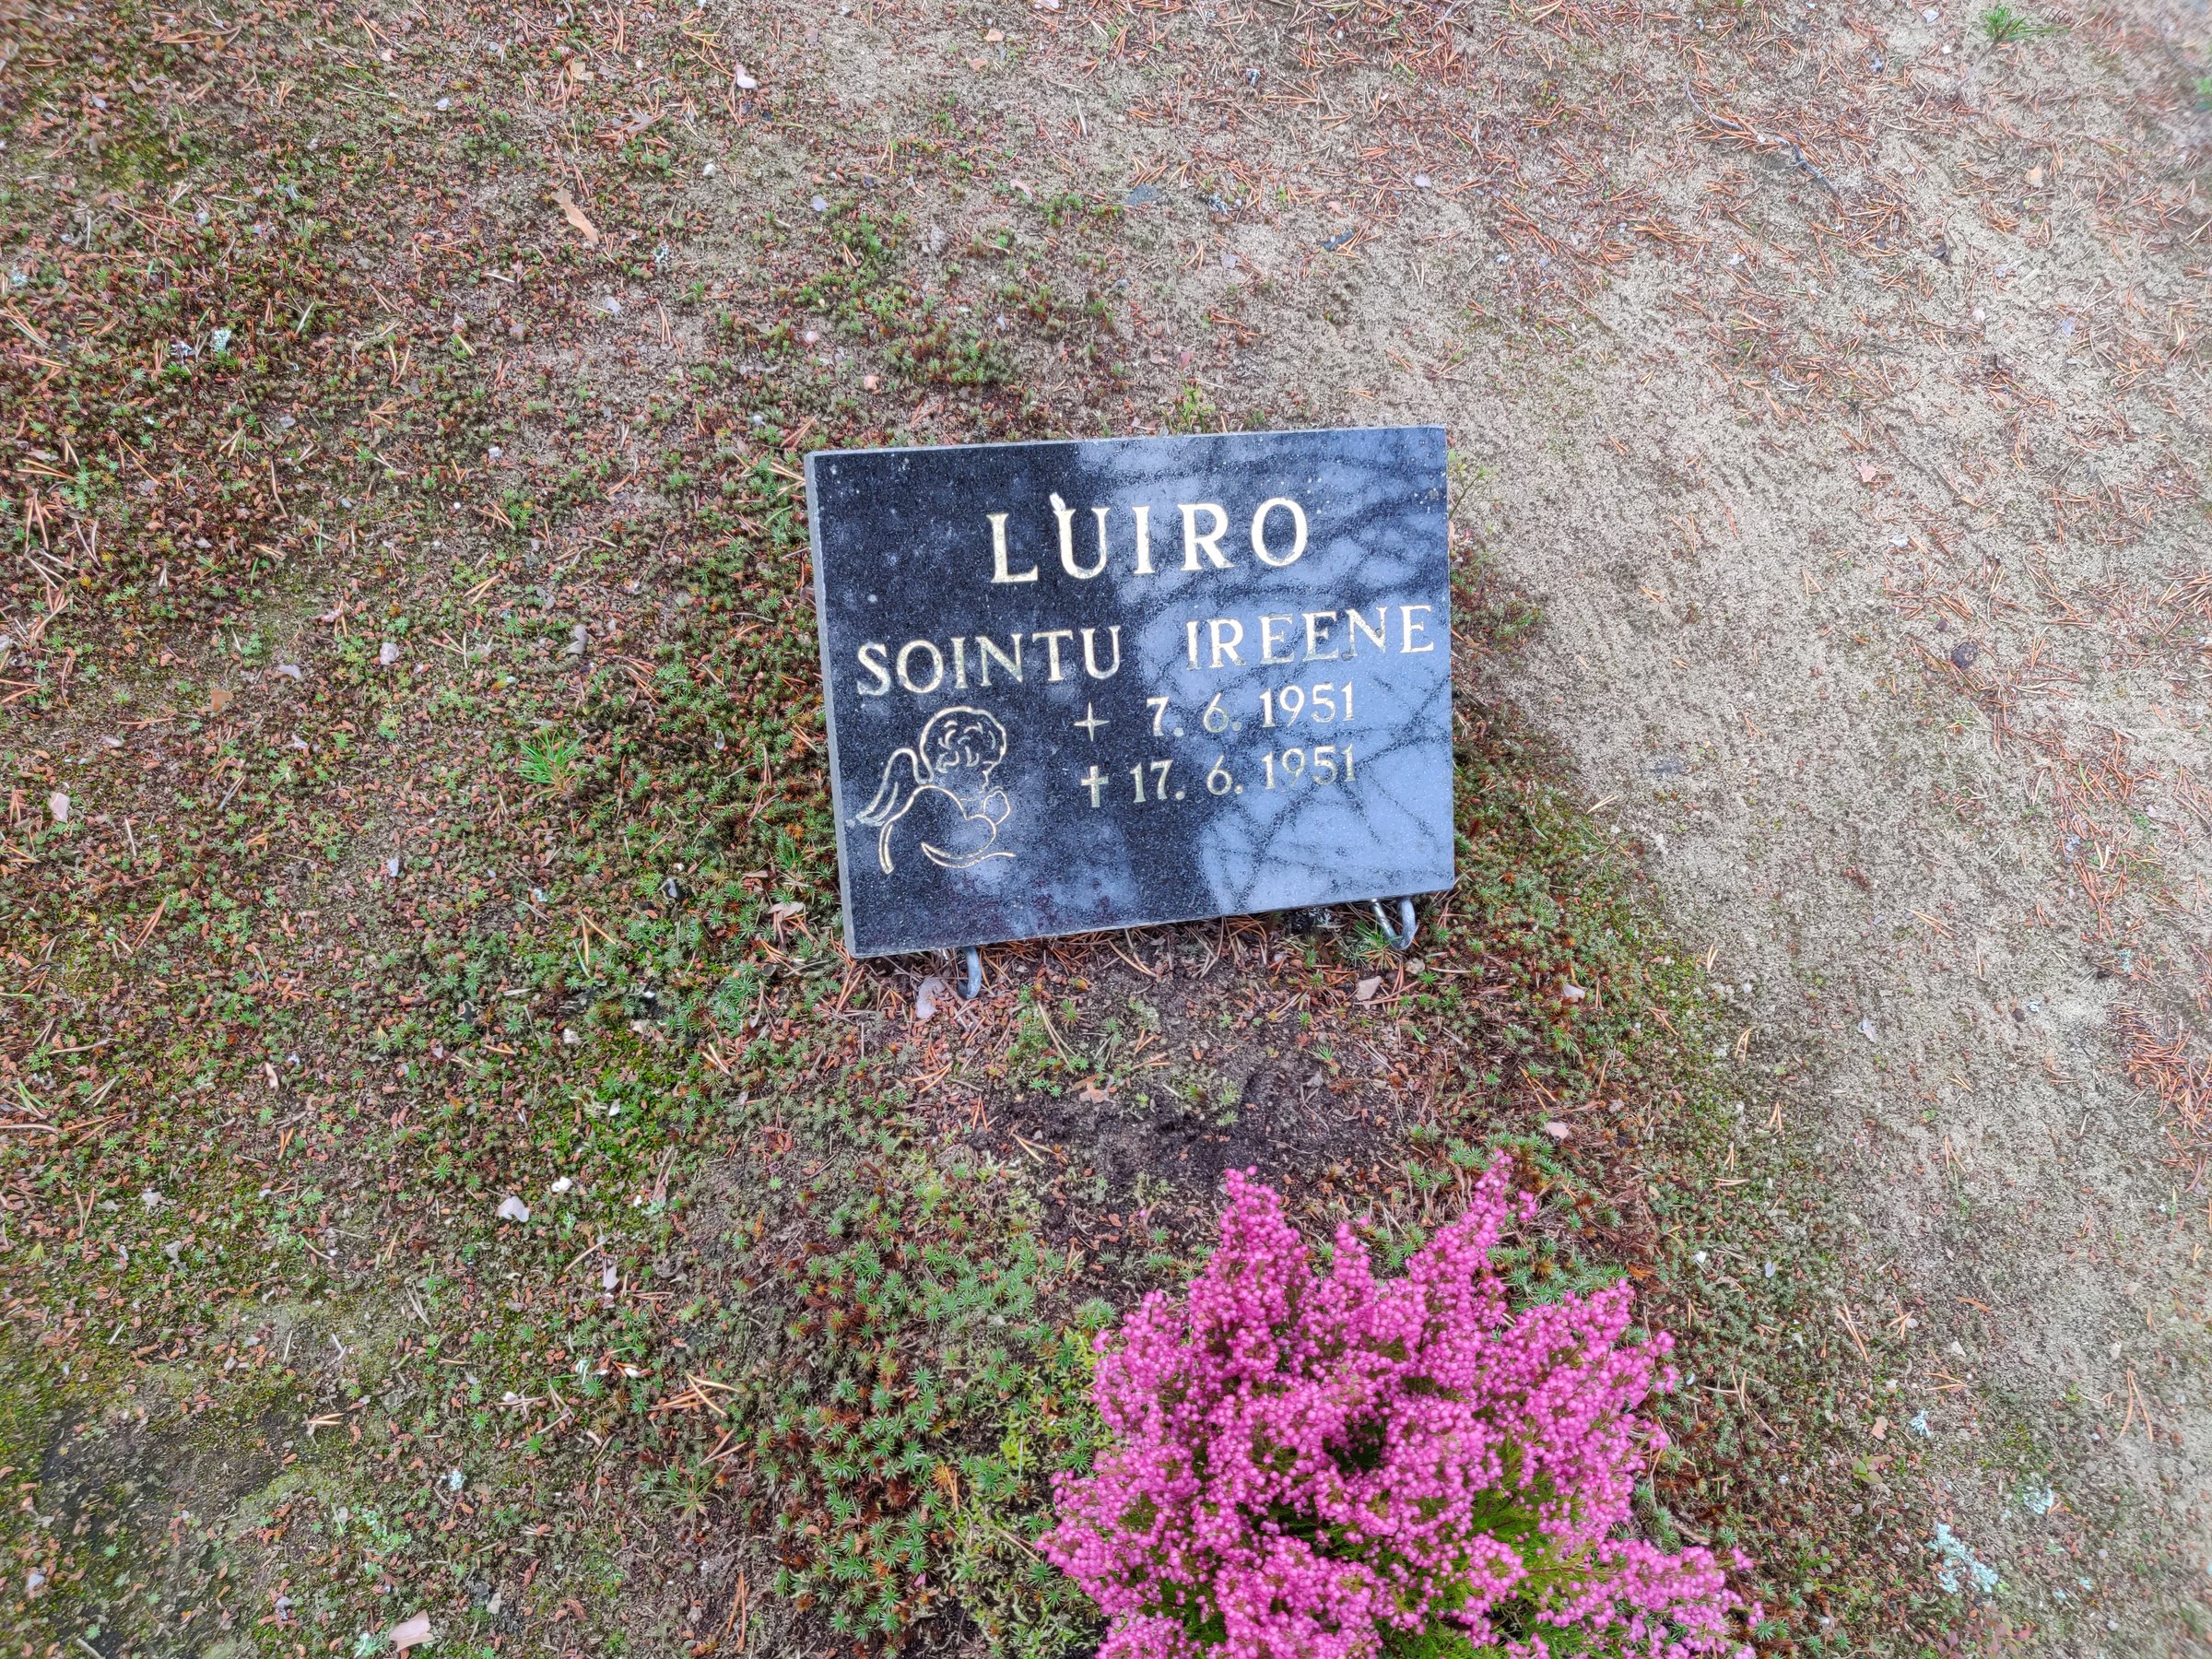 LUIRO
SOINTU IREENE
+ 7. 6. 1951
✝ 17. 6. 1951